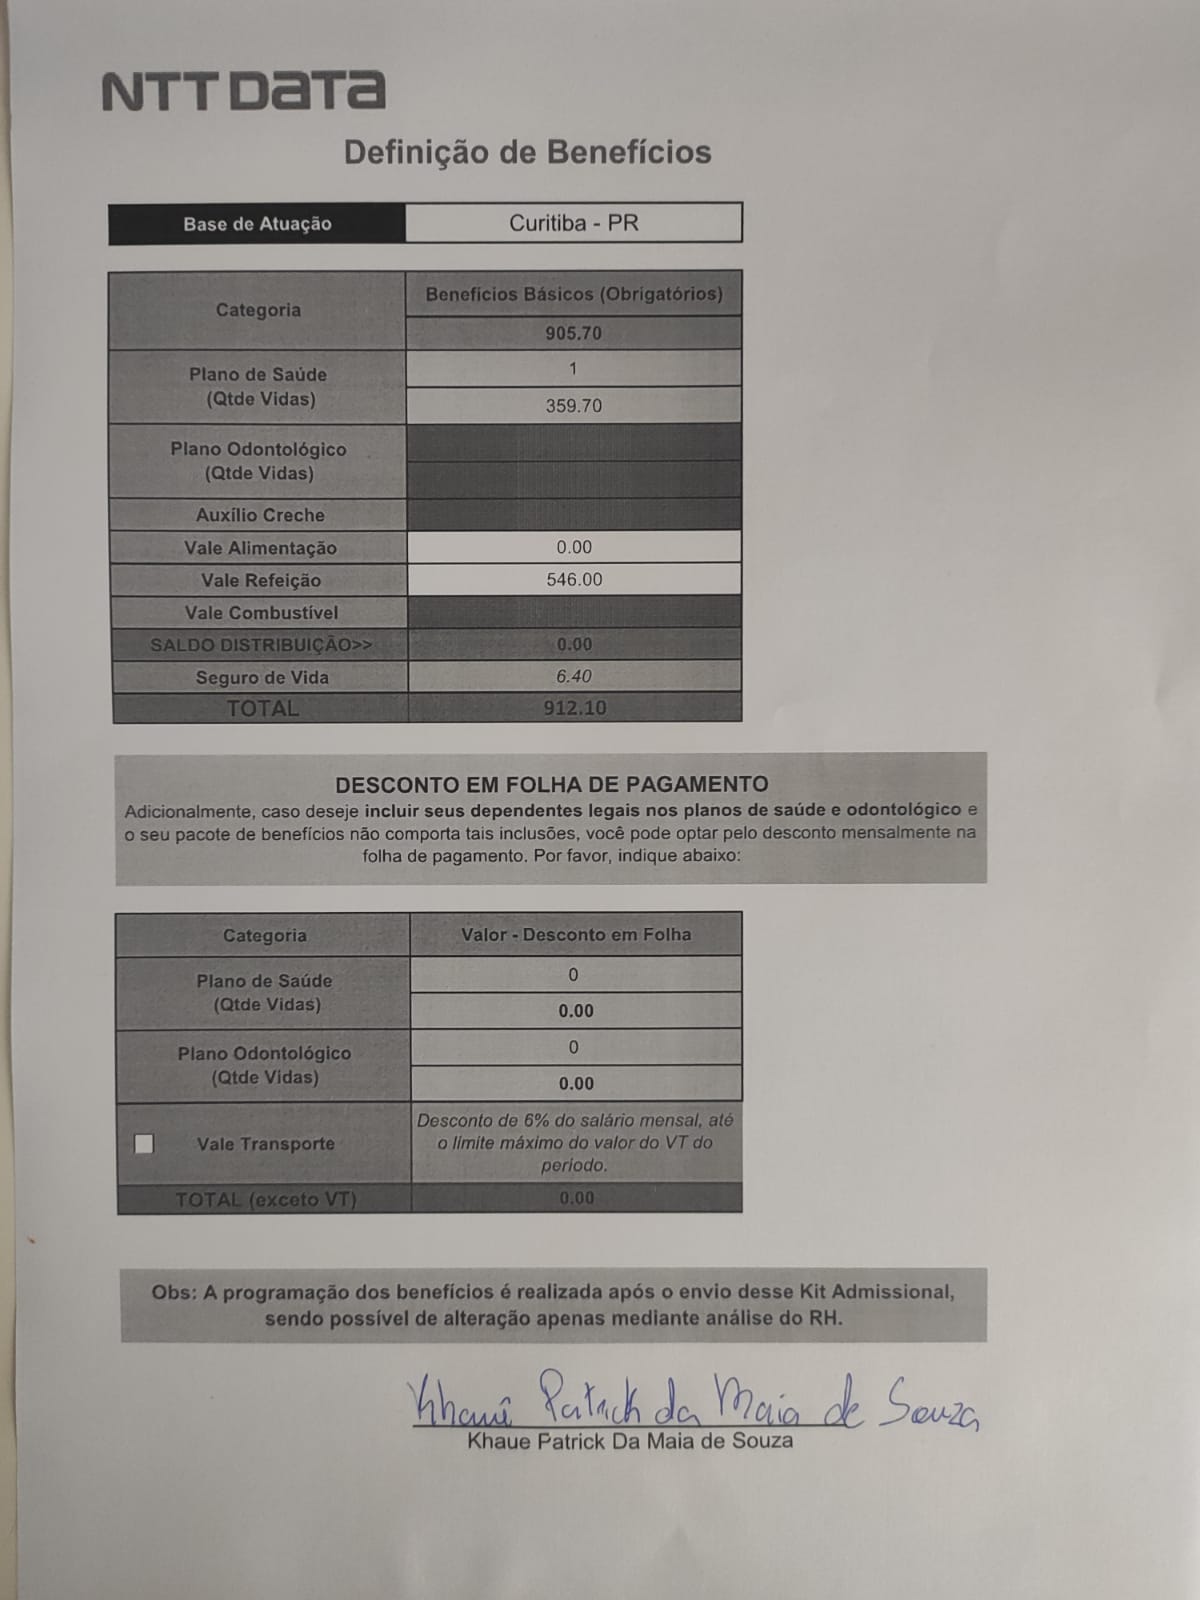 NTT DATA
Definição de Benefícios
Base de Atuação Curitiba - PR
Categoria Benefícios Básicos (Obrigatórios)
905.70
Plano de Saúde
(Qtde Vidas)
1
359.70
Plano Odontológico
(Qtde Vidas)
Auxílio Creche
Vale Alimentação 0.00
Vale Refeição 546.00
Vale Combustível
SALDO DISTRIBUIÇÃO>> 0.00
Seguro de Vida 6.40
TOTAL 912.10
DESCONTO EM FOLHA DE PAGAMENTO
Adicionalmente, caso deseje incluir seus dependentes legais nos planos de saúde e odontológico e
o seu pacote de benefícios não comporta tais inclusões, você pode optar pelo desconto mensalmente na
folha de pagamento. Por favor, indique abaixo:
Categoria Valor - Desconto em Folha
Plano de Saúde
(Qtde Vidas)
0
0.00
Plano Odontológico
(Qtde Vidas)
0
0.00
Vale Transporte
Desconto de 6% do salário mensal, até
o limite máximo do valor do VT do
período.
TOTAL (exceto VT) 0.00
Obs: A programação dos benefícios é realizada após o envio desse Kit Admissional,
sendo possível de alteração apenas mediante análise do RH.
Khauê Patrick da Maia de Souza
Khaue Patrick Da Maia de Souza